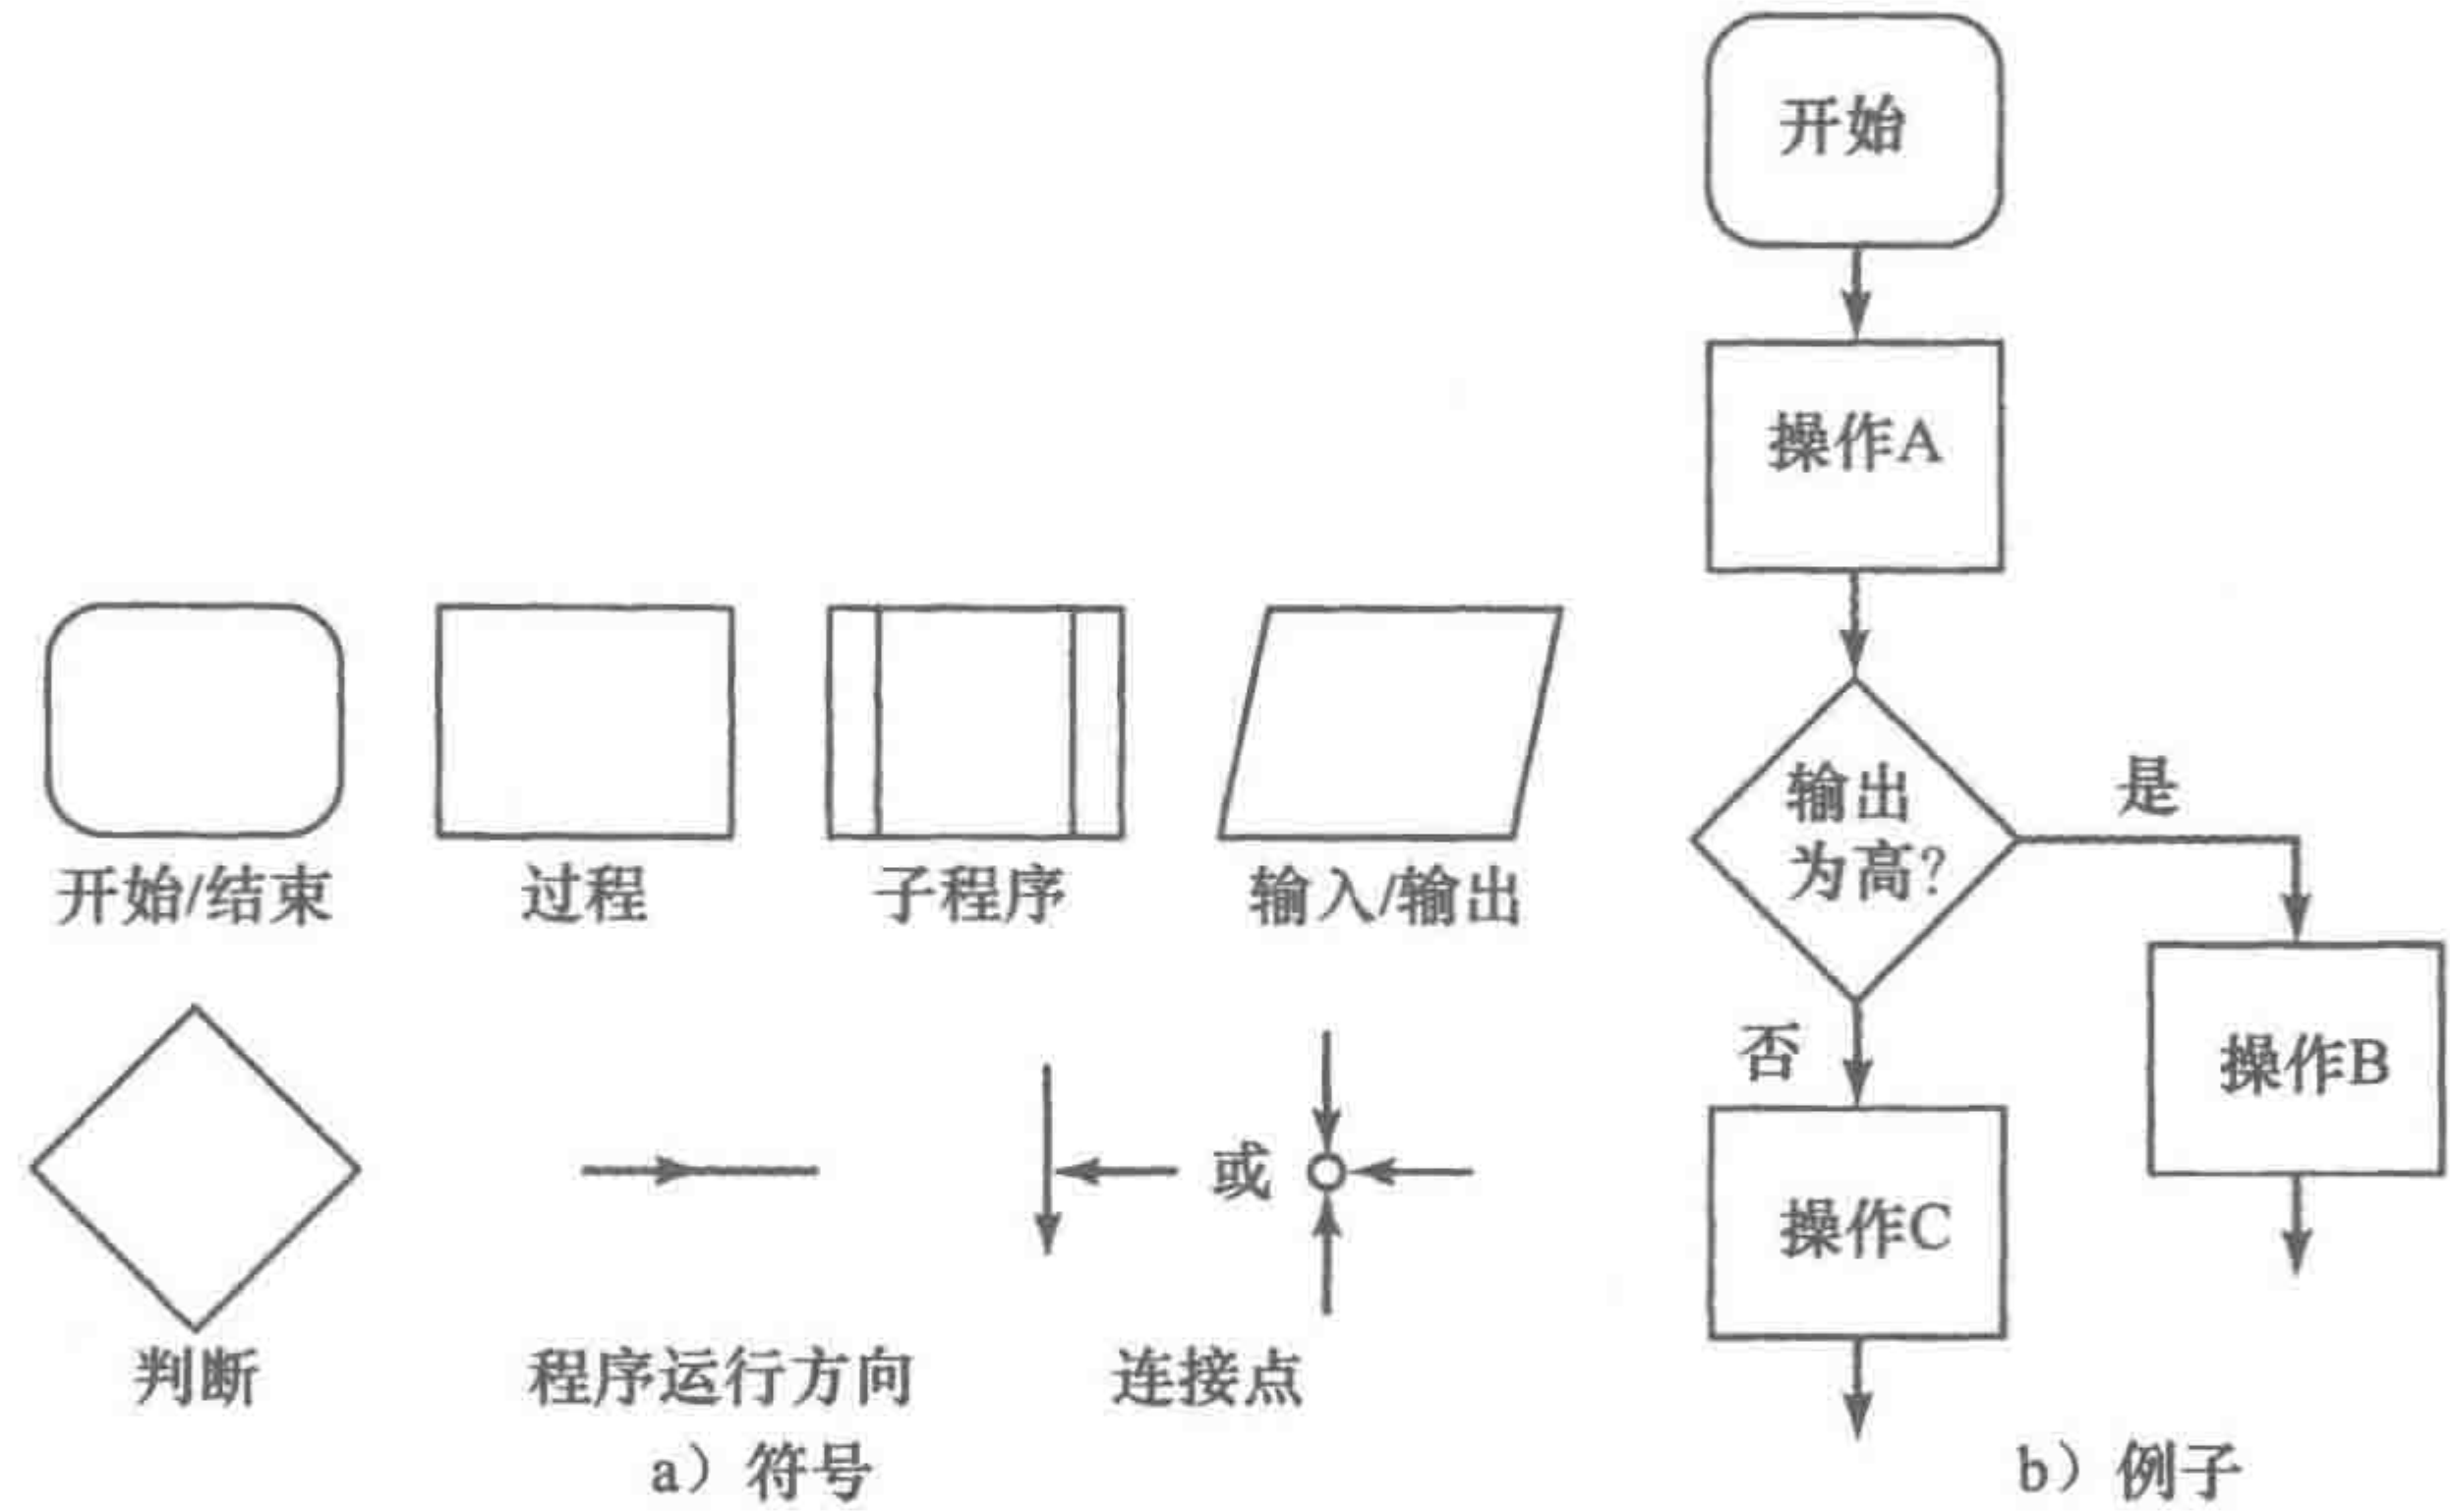 开始/结束
过程
子程序
输入/输出
判断
程序运行方向
或
连接点
a）符号
开始
操作A
输出
为高？
是
否
操作B
操作C
b）例子